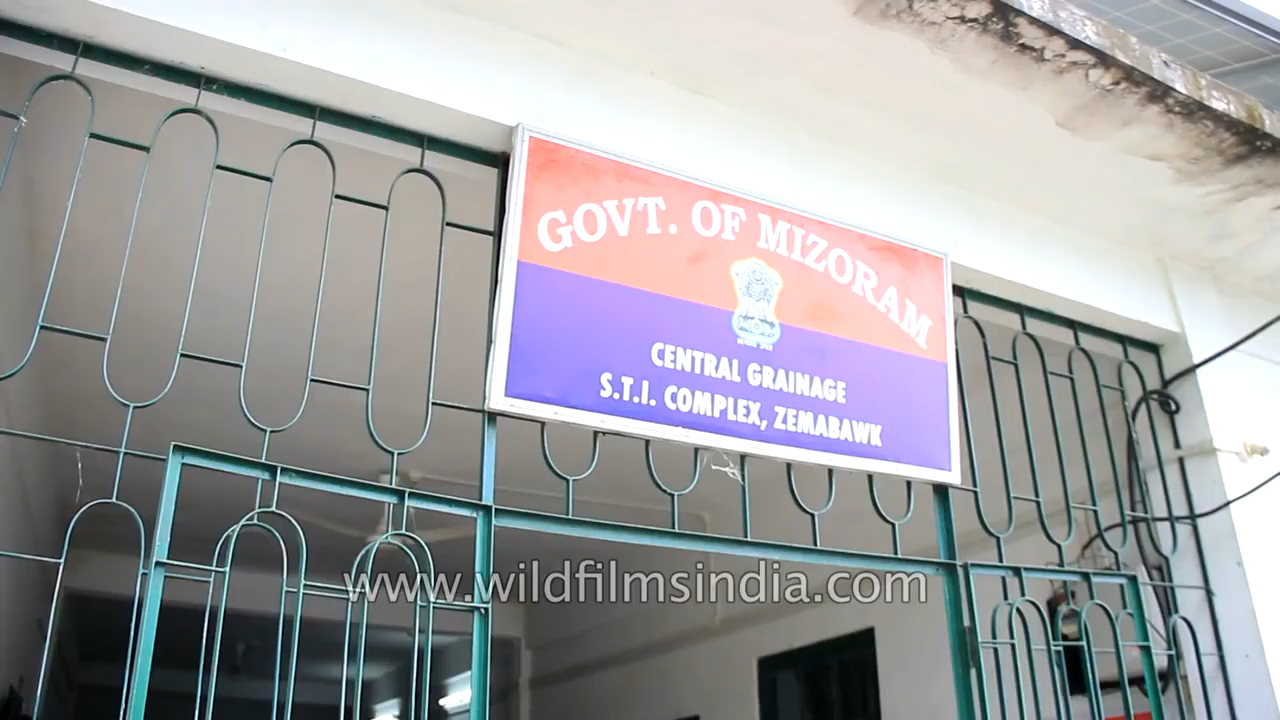 GOVT. OF MIZORAM
CENTRAL GRAINAGE
S.T.I. COMPLEX, ZEMABAWK
www.wildfilmsindia.com